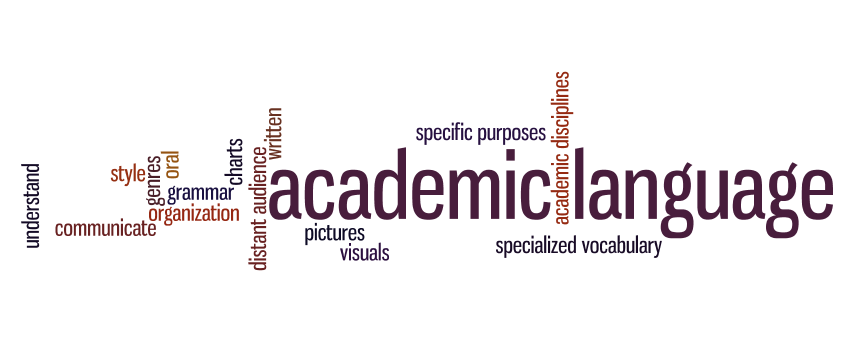 understand
communicate
style
genres
oral
grammar
organization
charts
distant audience
written
academic language
pictures
visuals
specific purposes
academic disciplines
specialized vocabulary